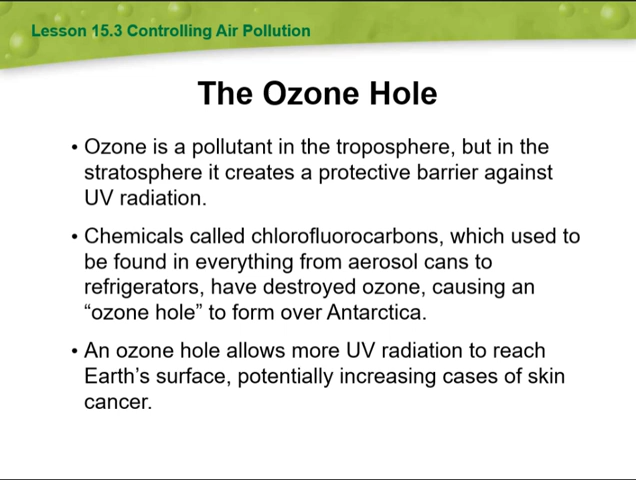 Lesson 15.3 Controlling Air Pollution
The Ozone Hole
• Ozone is a pollutant in the troposphere, but in the
stratosphere it creates a protective barrier against
UV radiation.
• Chemicals called chlorofluorocarbons, which used to
be found in everything from aerosol cans to
refrigerators, have destroyed ozone, causing an
“ozone hole” to form over Antarctica.
• An ozone hole allows more UV radiation to reach
Earth’s surface, potentially increasing cases of skin
cancer.